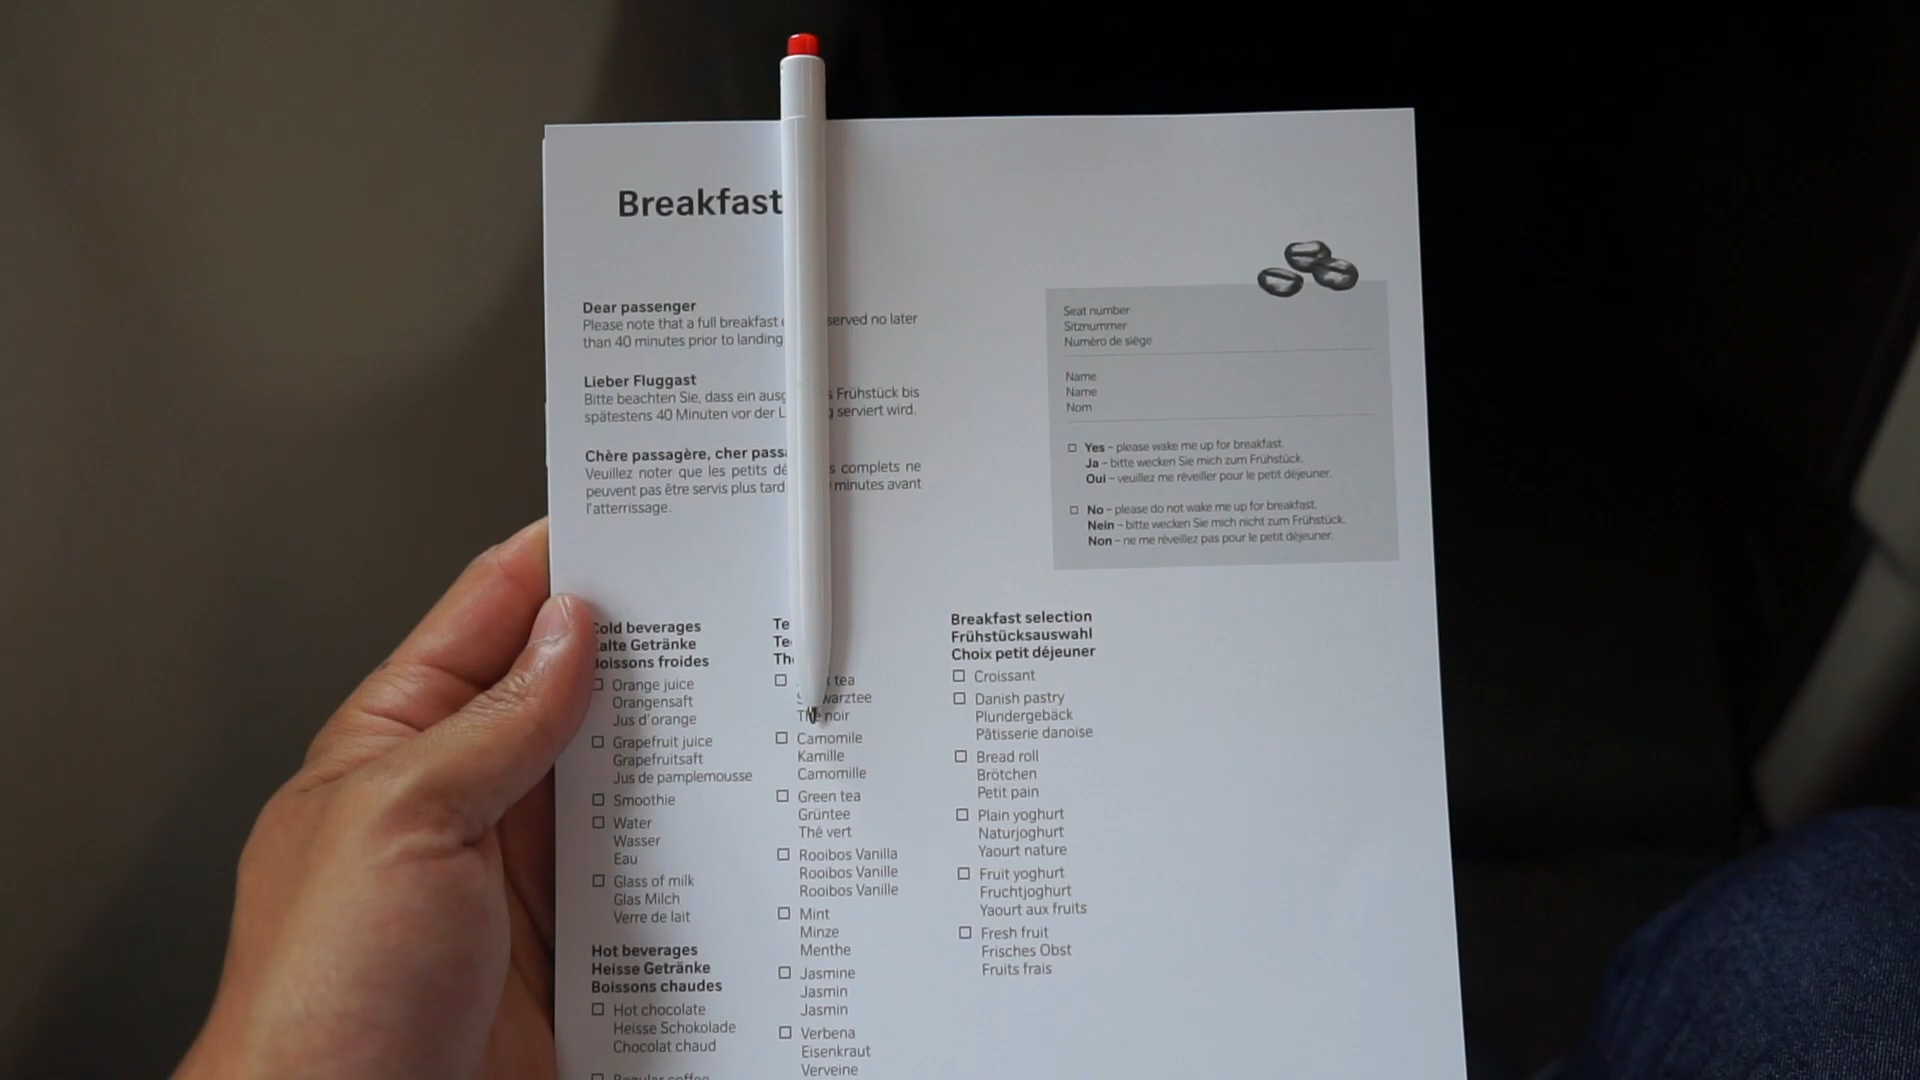 Breakfast
Dear passenger
Please note that a full breakfast served no later
than 40 minutes prior to landing
Lieber Fluggast
Bitte beachten Sie, dass ein Frühstück bis
spätestens 40 Minuten vor der serviert wird.
Chère passagère, cher
Veuillez noter que les petits complets ne
peuvent pas être servis plus tard minutes avant
l'atterrissage.
Seat number
Sitznummer
Numéro de siège
Name
Name
Nom
Yes – please wake me up for breakfast.
Ja – bitte wecken Sie mich zum Frühstück.
Oui – veuillez me réveiller pour le petit déjeuner.
No – please do not wake me up for breakfast.
Nein – bitte wecken Sie mich nicht zum Frühstück.
Non – ne me réveillez pas pour le petit déjeuner.
Cold beverages
Kalte Getränke
Boissons froides
Orange juice
Orangensaft
Jus d'orange
Grapefruit juice
Grapefruitsaft
Jus de pamplemousse
Smoothie
Water
Wasser
Eau
Glass of milk
Glas Milch
Verre de lait
Hot beverages
Heisse Getränke
Boissons chaudes
Hot chocolate
Heisse Schokolade
Chocolat chaud
Regular coffee
tea
Thé noir
Camomile
Kamille
Camomille
Green tea
Grüntee
Thé vert
Rooibos Vanilla
Rooibos Vanille
Rooibos Vanille
Mint
Minze
Menthe
Jasmine
Jasmin
Jasmin
Verbena
Eisenkraut
Verveine
Breakfast selection
Frühstücksauswahl
Choix petit déjeuner
Croissant
Danish pastry
Plundergebäck
Pâtisserie danoise
Bread roll
Brötchen
Petit pain
Plain yoghurt
Naturjoghurt
Yaourt nature
Fruit yoghurt
Fruchtjoghurt
Yaourt aux fruits
Fresh fruit
Frisches Obst
Fruits frais